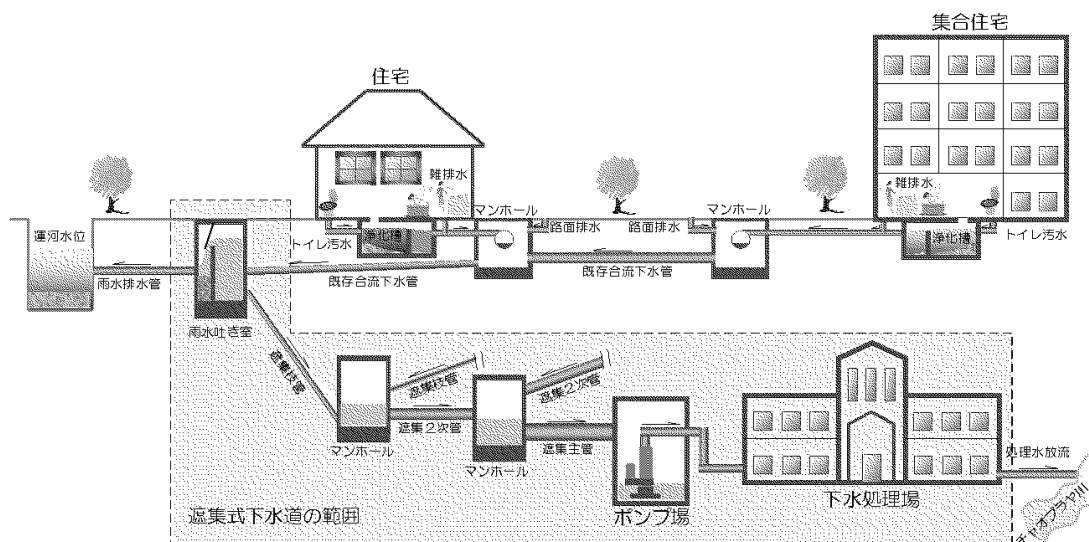 集合住宅
住宅
雑排水
雑排水
マンホール
マンホール
運河水位
トイレ汚水
浄化槽
路面排水
路面排水
浄化槽
トイレ汚水
雨水排水管
既存合流下水管
既存合流下水管
雨水吐き室
遮集枝管
遮集枝管
遮集2次管
マンホール
遮集2次管
マンホール
遮集主管
処理水放流
遮集式下水道の範囲
ポンプ場
下水処理場
チャオプラヤ川